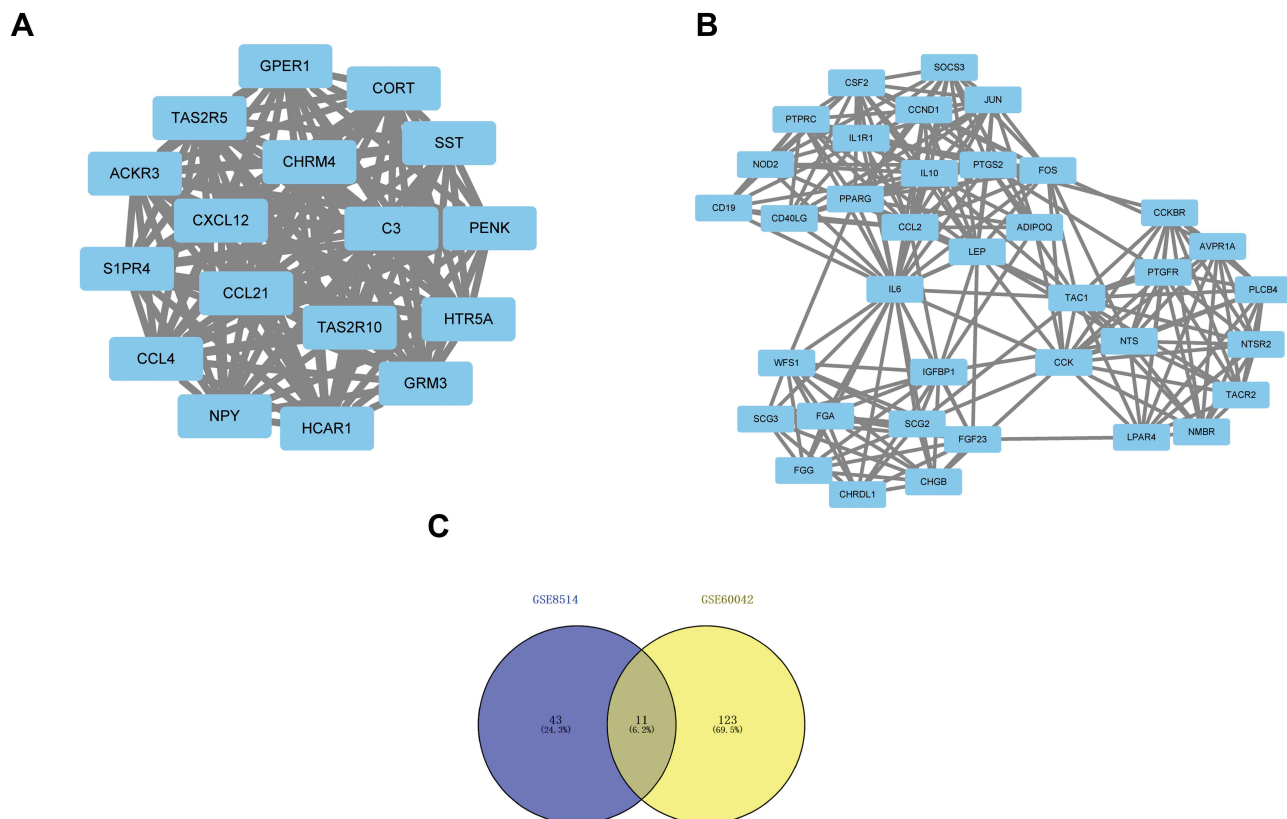 A
GPER1
CORT
TAS2R5
SST
CHRM4
ACKR3
CXCL12
C3
PENK
S1PR4
CCL21
HTR5A
TAS2R10
CCL4
GRM3
NPY
HCAR1
B
SOCS3
CSF2
JUN
CCND1
PTPRC
IL1R1
NOD2
PTGS2
FOS
IL10
PPARG
CD19
CD40LG
CCKBR
CCL2
ADIPOQ
AVPR1A
LEP
PTGFR
IL6
PLCB4
TAC1
NTS
NTSR2
WFS1
CCK
IGFBP1
TACR2
SCG3
FGA
SCG2
NMBR
LPAR4
FGF23
FGG
CHGB
CHRDL1
C
GSE8514
GSE60042
43
(24.3%)
11
(6.2%)
123
(69.5%)